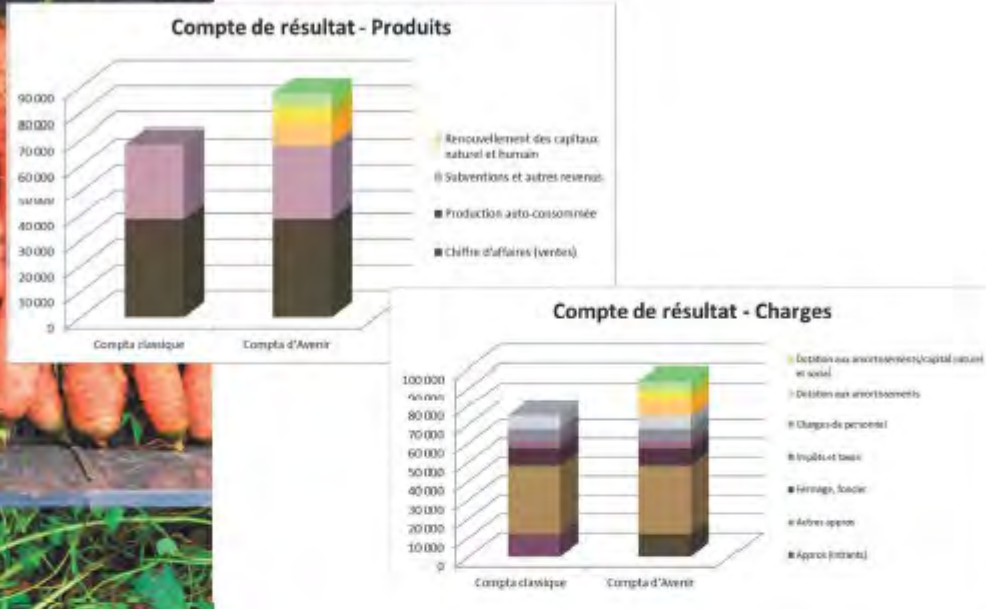 Compte de résultat - Produits
90 000
80 000
70 000
60 000
50 000
40 000
30 000
20 000
10 000
0
Compta classique
Compta d'Avenir
Renouvellement des capitaux
naturel et humain
Subventions et autres revenus
Production auto-consommée
Chiffre d'affaires (ventes)
Compte de résultat - Charges
100 000
90 000
80 000
70 000
60 000
50 000
40 000
30 000
20 000
10 000
0
Compta classique
Compta d'Avenir
Dotation aux amortissements/capital naturel
et social
Dotation aux amortissements
Charges de personnel
Impôts et taxes
Fermage, foncier
Autres appros
Appros (intrants)